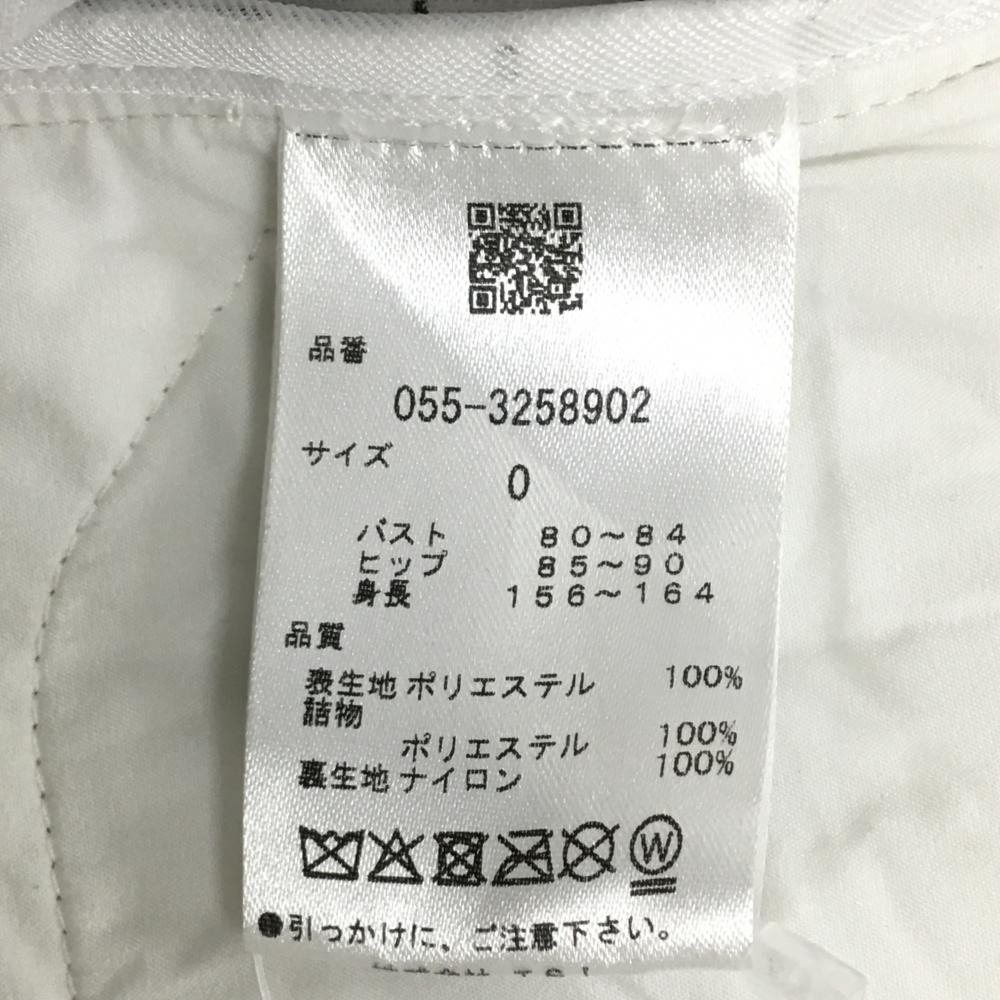 品番
055-3258902
サイズ
0
バスト 80～84
ヒップ 85～90
身長 156～164
品質
表生地 ポリエステル 100%
詰物
ポリエステル 100%
裏生地 ナイロン 100%
W
●引っかけに、ご注意下さい。